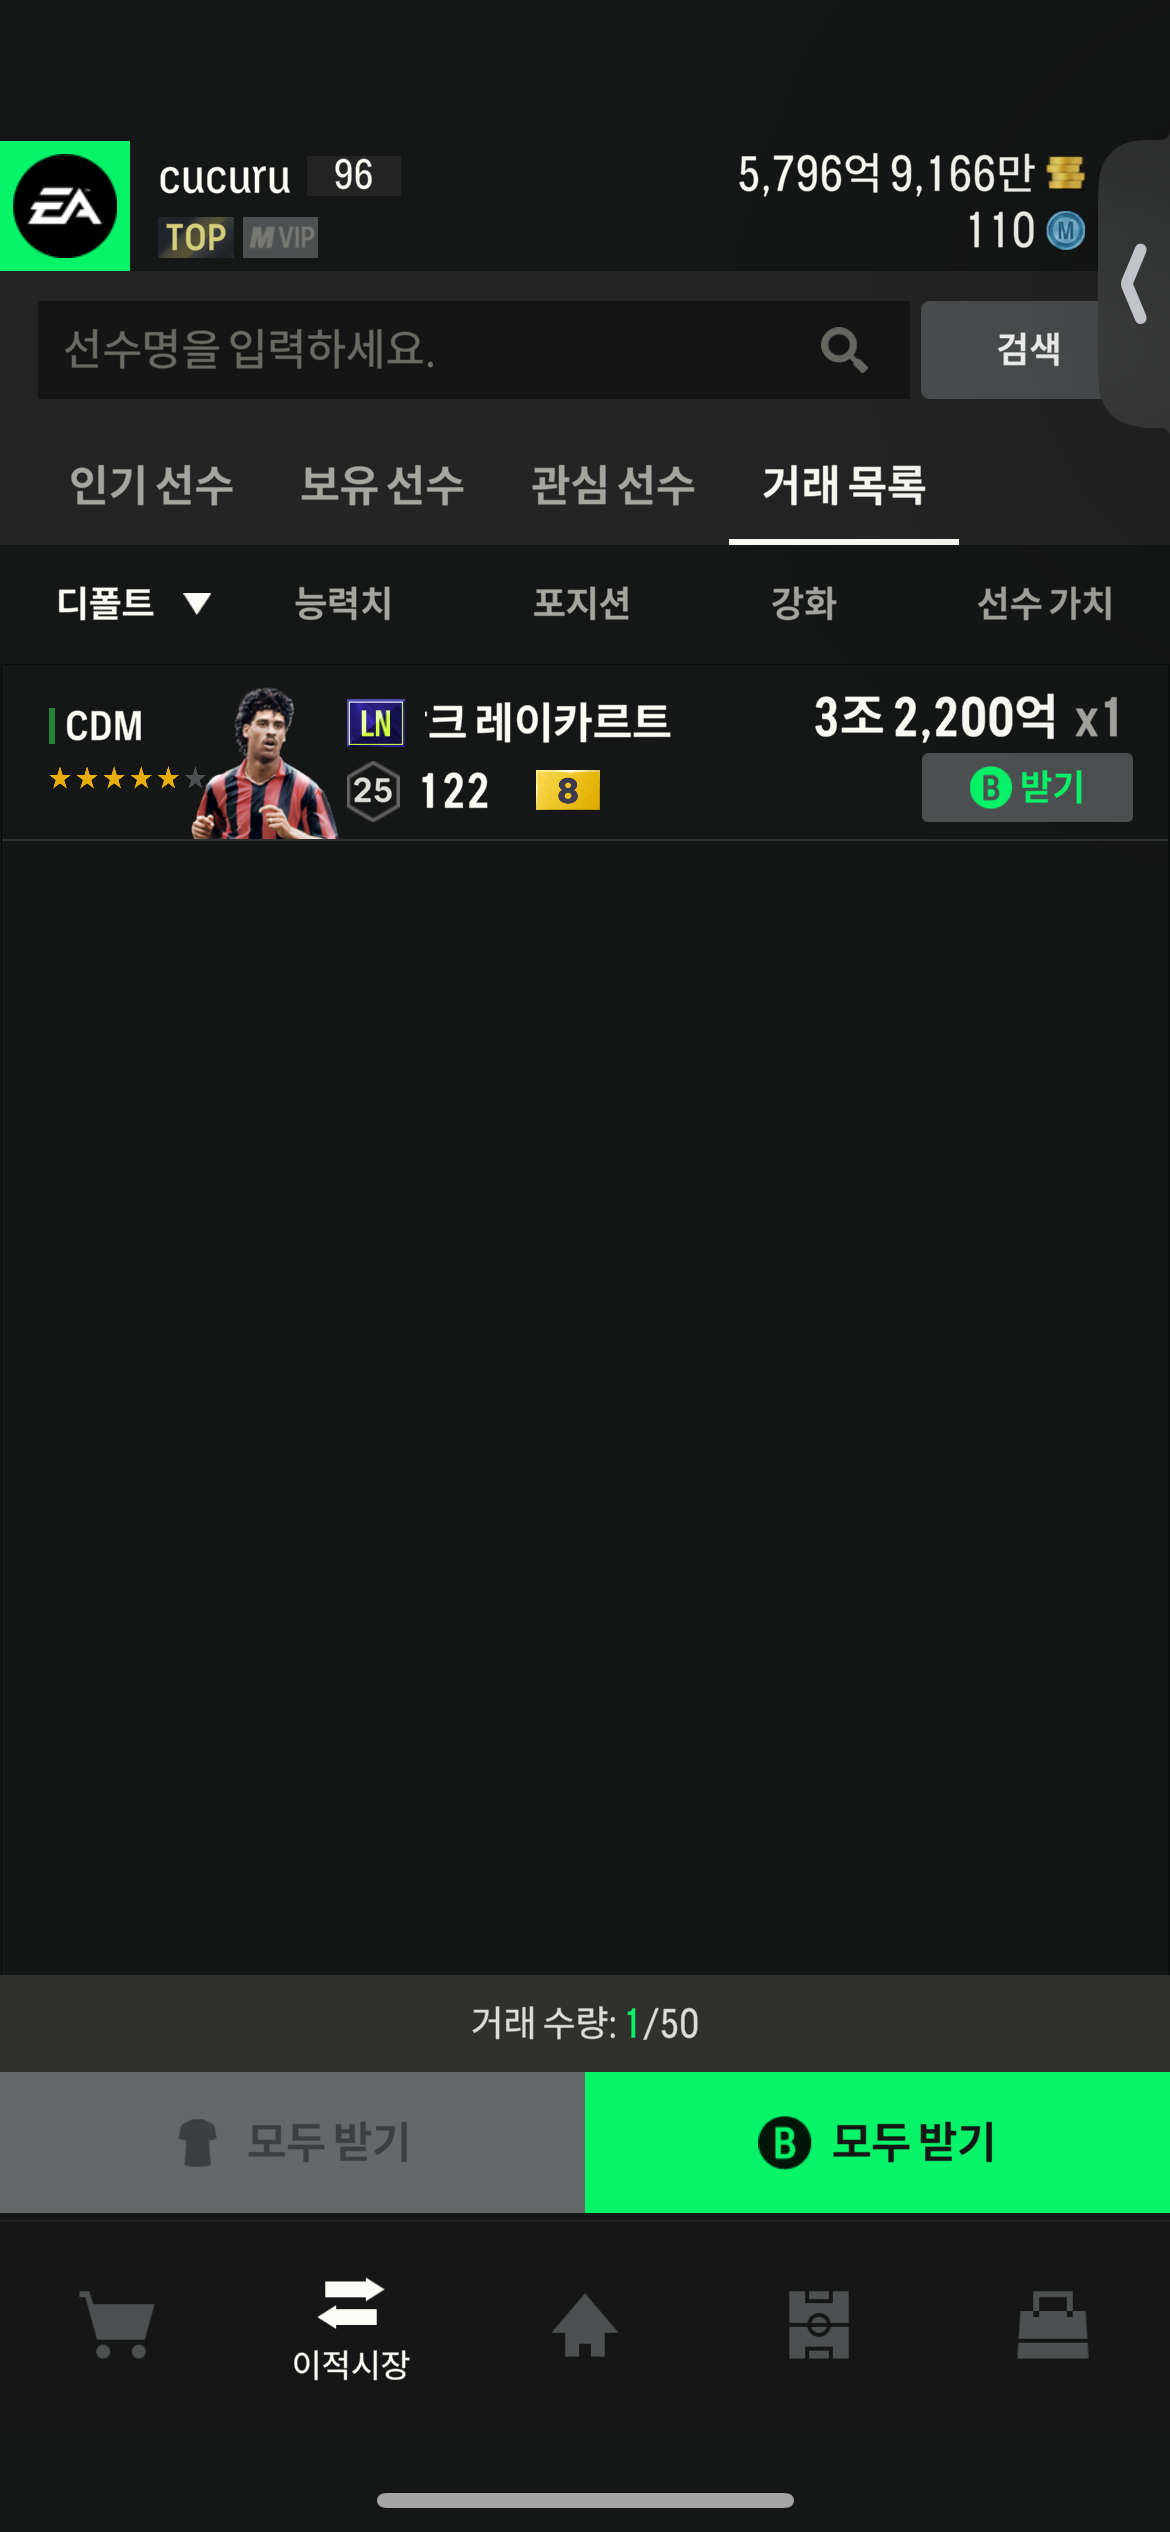 EA
cucuru 96
5,796억 9,166만
TOP M VIP
110 M
선수명을 입력하세요.
검색
인기 선수 보유 선수 관심 선수 거래 목록
디폴트 ▼ 능력치 포지션 강화 선수 가치
CDM LN 크 레이카르트 3조 2,200억 x1
25 122 8 B 받기
거래 수량: 1/50
모두 받기 B 모두 받기
이적시장